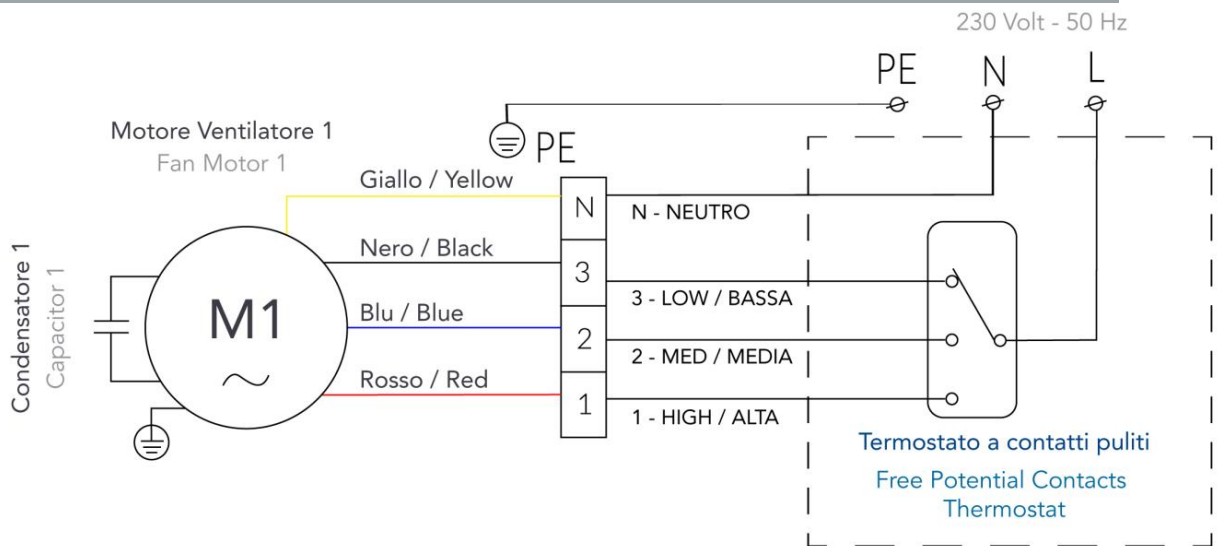 230 Volt - 50 Hz
PE
N
L
PE
Motore Ventilatore 1
Fan Motor 1
Giallo / Yellow
N
N - NEUTRO
Nero / Black
3
3 - LOW / BASSA
Condensatore 1
Capacitor 1
M1
Blu / Blue
2
2 - MED / MEDIA
Rosso / Red
1
1 - HIGH / ALTA
Termostato a contatti puliti
Free Potential Contacts
Thermostat